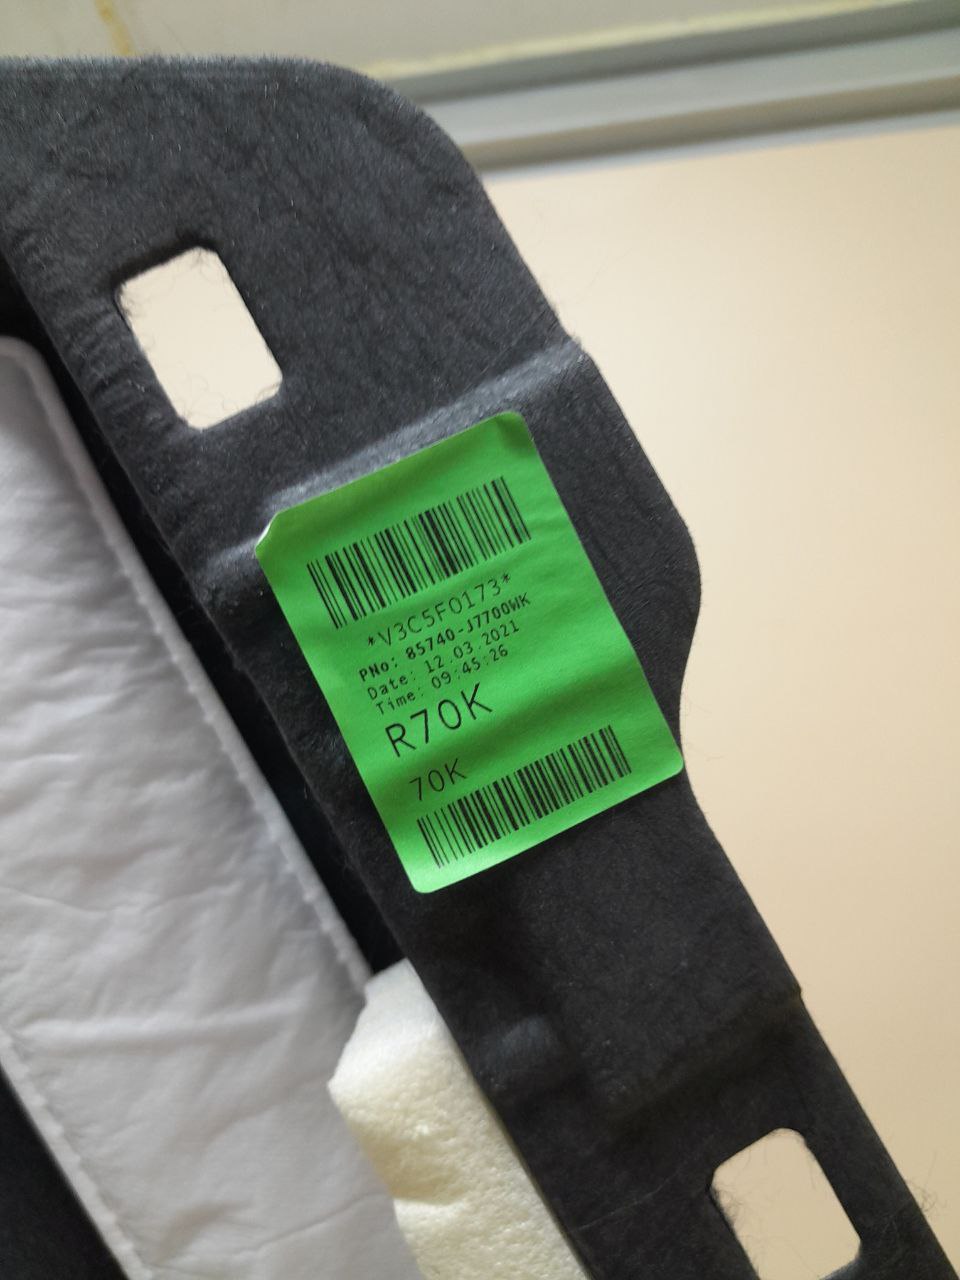 *V3C5F0173*
PNo: 85740-J7700WK
Date: 12.03.2021
Time: 09:45:26
R70K
70K